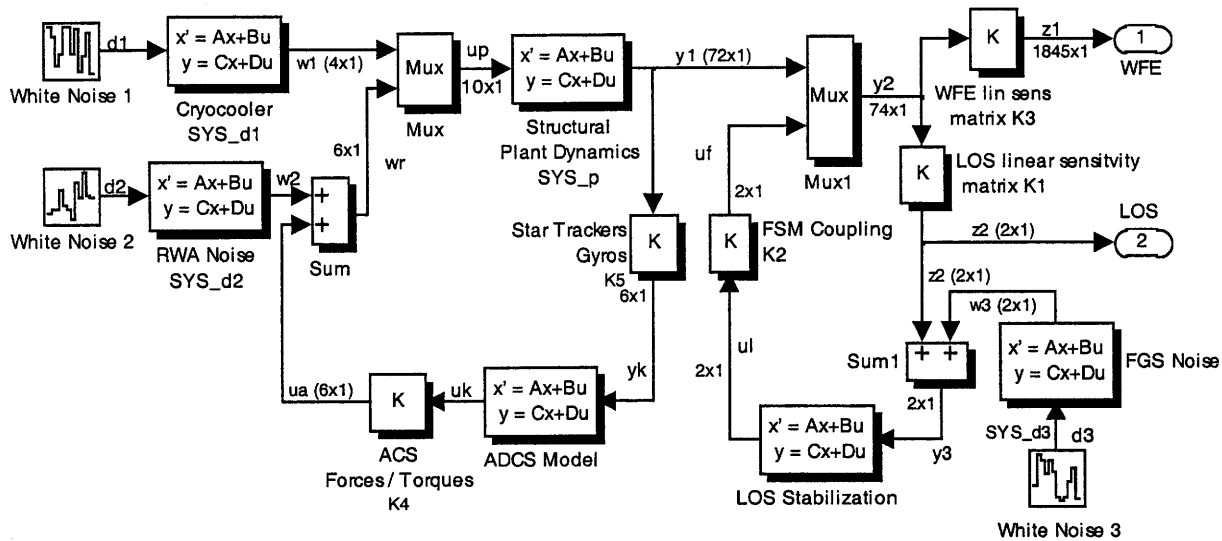 d1
White Noise 1
x' = Ax+Bu
y = Cx+Du
Cryocooler
SYS_d1
w1 (4x1)
Mux
Mux
up
10x1
x' = Ax+Bu
y = Cx+Du
Structural
Plant Dynamics
SYS_p
y1 (72x1)
Mux
Mux1
y2
74x1
K
WFE lin sens
matrix K3
z1
1845x1
1
WFE
d2
White Noise 2
x' = Ax+Bu
y = Cx+Du
RWA Noise
SYS_d2
w2
+
+
Sum
6x1
wr
Star Trackers
Gyros
K5
K
6x1
uf
2x1
K
FSM Coupling
K2
K
LOS linear sensitvity
matrix K1
LOS
z2 (2x1)
2
z2 (2x1)
w3 (2x1)
Sum1
+ +
2x1
x' = Ax+Bu
y = Cx+Du
FGS Noise
SYS_d3
d3
White Noise 3
ul
2x1
y3
x' = Ax+Bu
y = Cx+Du
LOS Stabilization
yk
x' = Ax+Bu
y = Cx+Du
ADCS Model
uk
K
ACS
Forces / Torques
K4
ua (6x1)